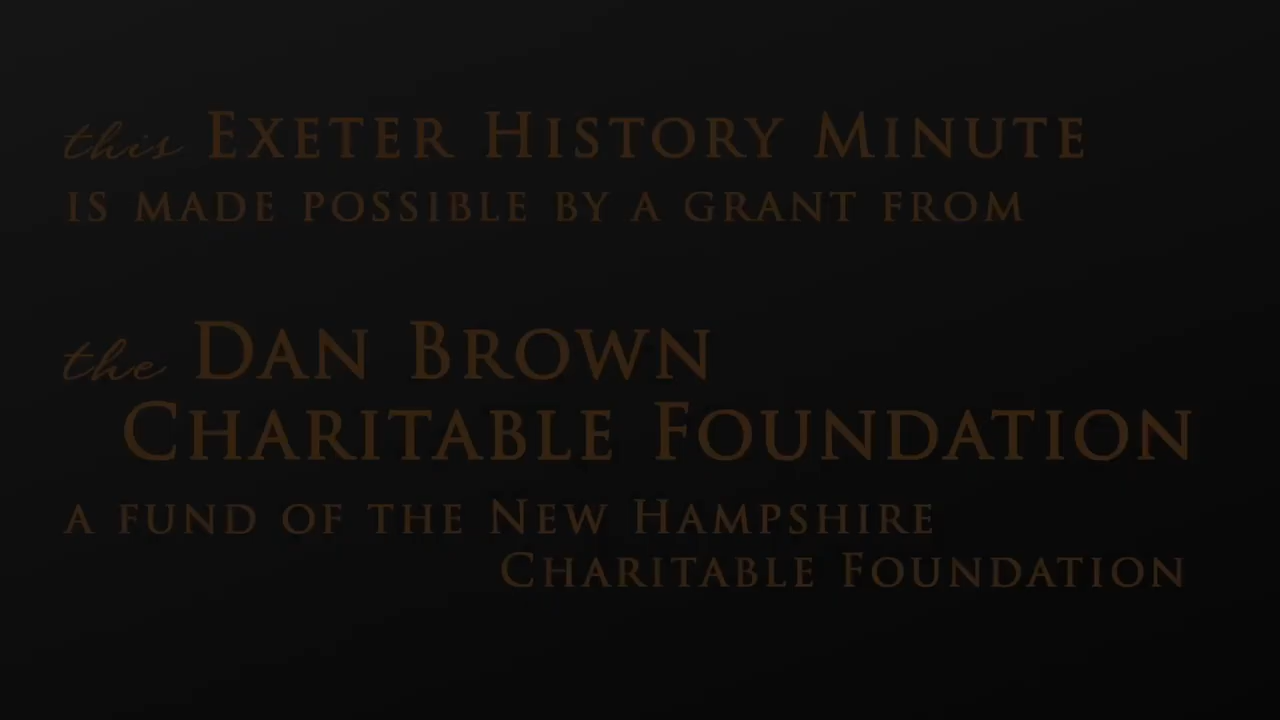 this Exeter History Minute
is made possible by a grant from
the Dan Brown
Charitable Foundation
a fund of the New Hampshire
Charitable Foundation